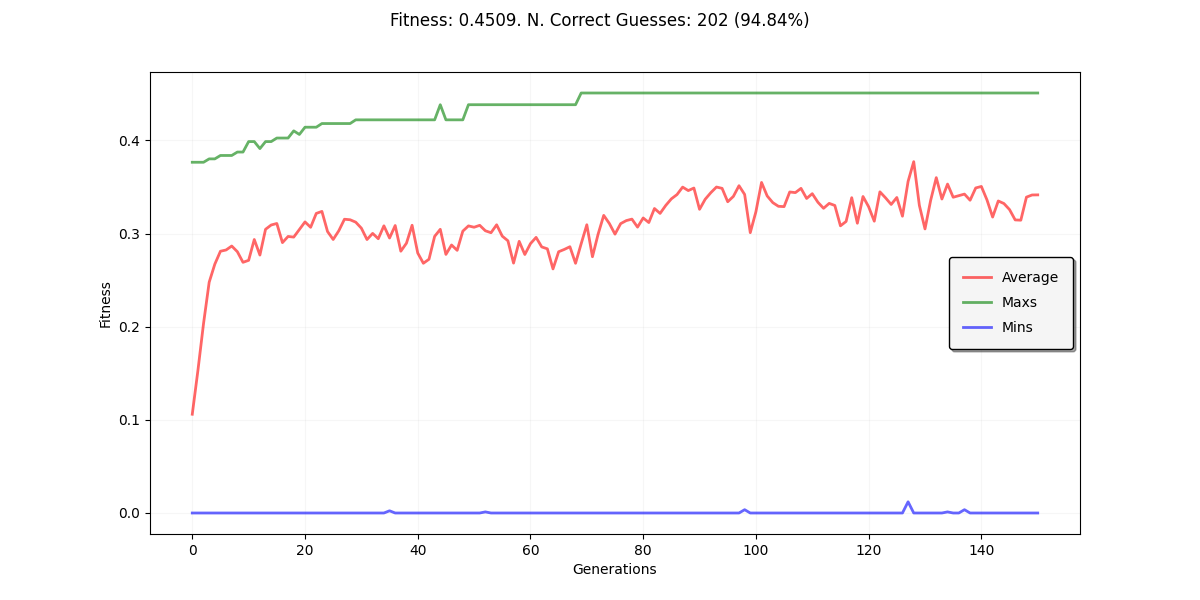 Fitness: 0.4509. N. Correct Guesses: 202 (94.84%)
0.4
0.3
0.2
0.1
0.0
Fitness
Average
Maxs
Mins
0 20 40 60 80 100 120 140
Generations